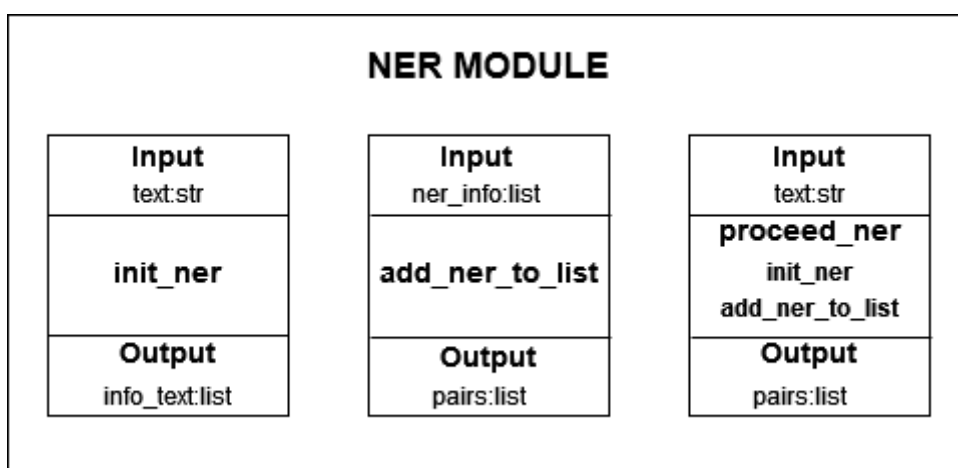 NER MODULE
Input
text:str
init_ner
Output
info_text:list
Input
ner_info:list
add_ner_to_list
Output
pairs:list
Input
text:str
proceed_ner
init_ner
add_ner_to_list
Output
pairs:list